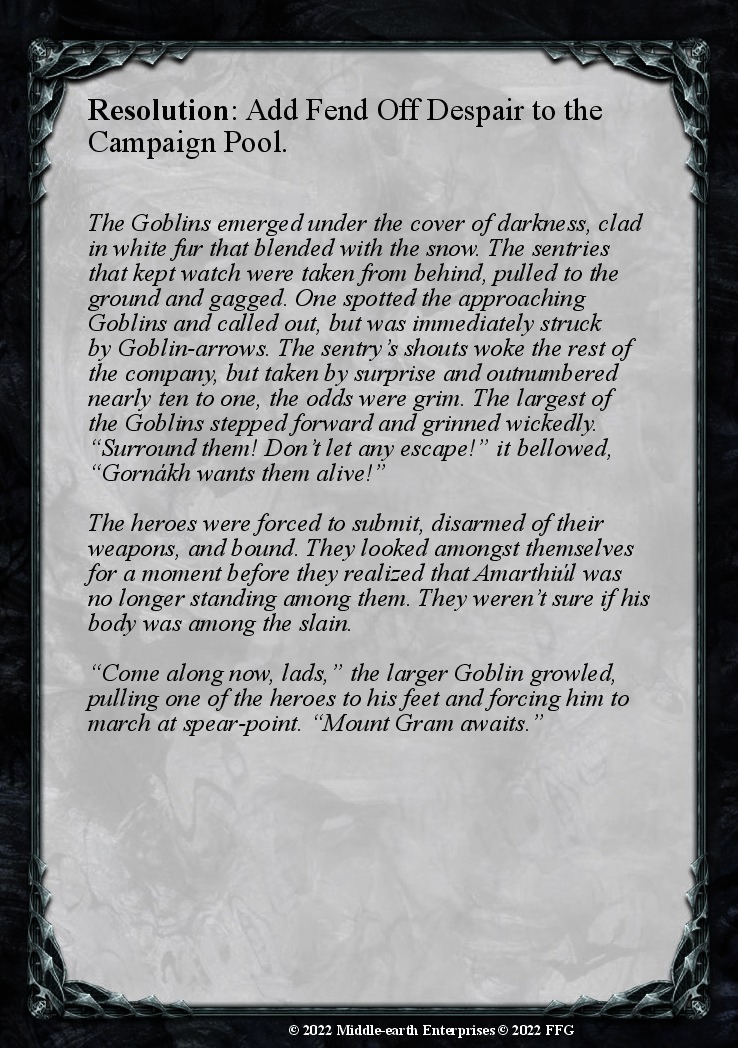 Resolution: Add Fend Off Despair to the
Campaign Pool.
The Goblins emerged under the cover of darkness, clad
in white fur that blended with the snow. The sentries
that kept watch were taken from behind, pulled to the
ground and gagged. One spotted the approaching
Goblins and called out, but was immediately struck
by Goblin-arrows. The sentry’s shouts woke the rest of
the company, but taken by surprise and outnumbered
nearly ten to one, the odds were grim. The largest of
the Goblins stepped forward and grinned wickedly.
“Surround them! Don’t let any escape!” it bellowed,
“Gornákh wants them alive!”
The heroes were forced to submit, disarmed of their
weapons, and bound. They looked amongst themselves
for a moment before they realized that Amarthiúl was
no longer standing among them. They weren’t sure if his
body was among the slain.
“Come along now, lads,” the larger Goblin growled,
pulling one of the heroes to his feet and forcing him to
march at spear-point. “Mount Gram awaits.”
© 2022 Middle-earth Enterprises © 2022 FFG